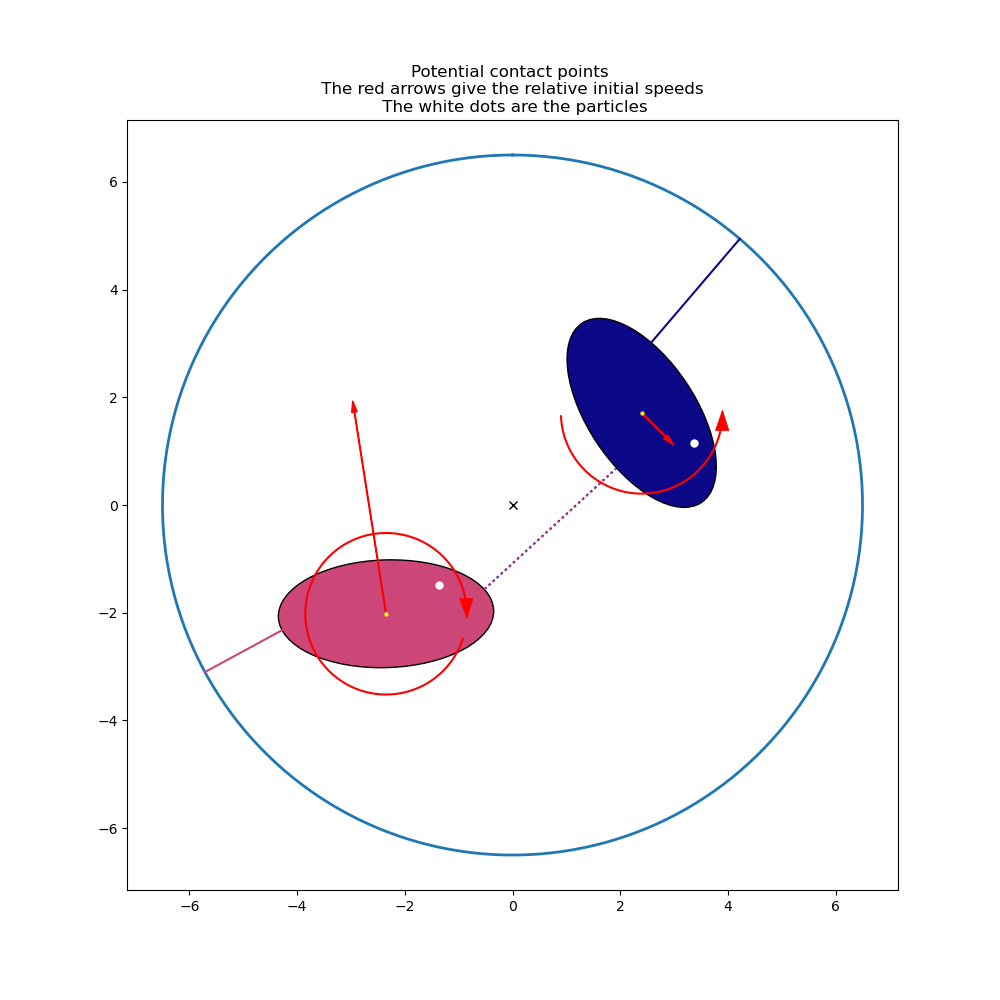 Potential contact points
The red arrows give the relative initial speeds
The white dots are the particles
6
4
2
0
−2
−4
−6
−6 −4 −2 0 2 4 6